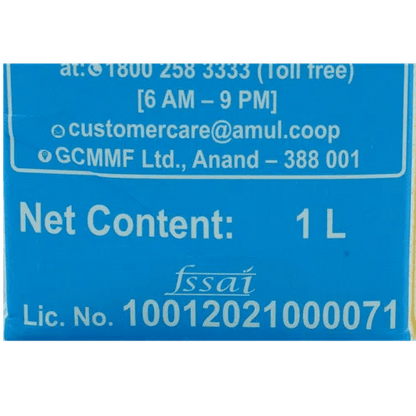 at: 1800 258 3333 (Toll free)
[6 AM – 9 PM]
customercare@amul.coop
GCMMF Ltd., Anand – 388 001
Net Content: 1 L
fssai
Lic. No. 10012021000071